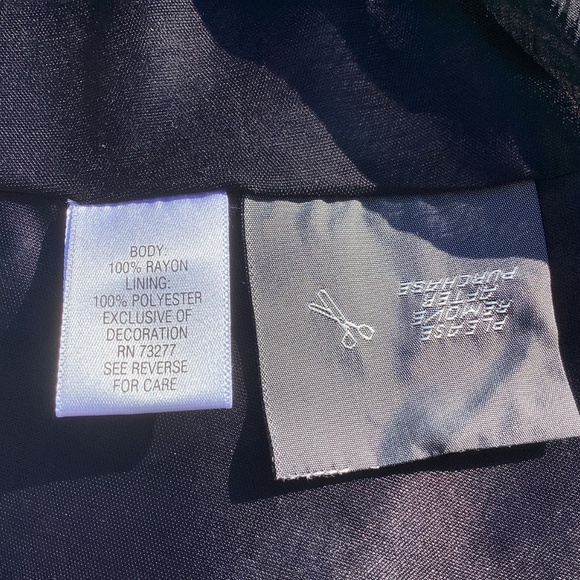 BODY:
100% RAYON
LINING:
100% POLYESTER
EXCLUSIVE OF
DECORATION
RN 73277
SEE REVERSE
FOR CARE
PLEASE
REMOVE
AFTER
PURCHASE